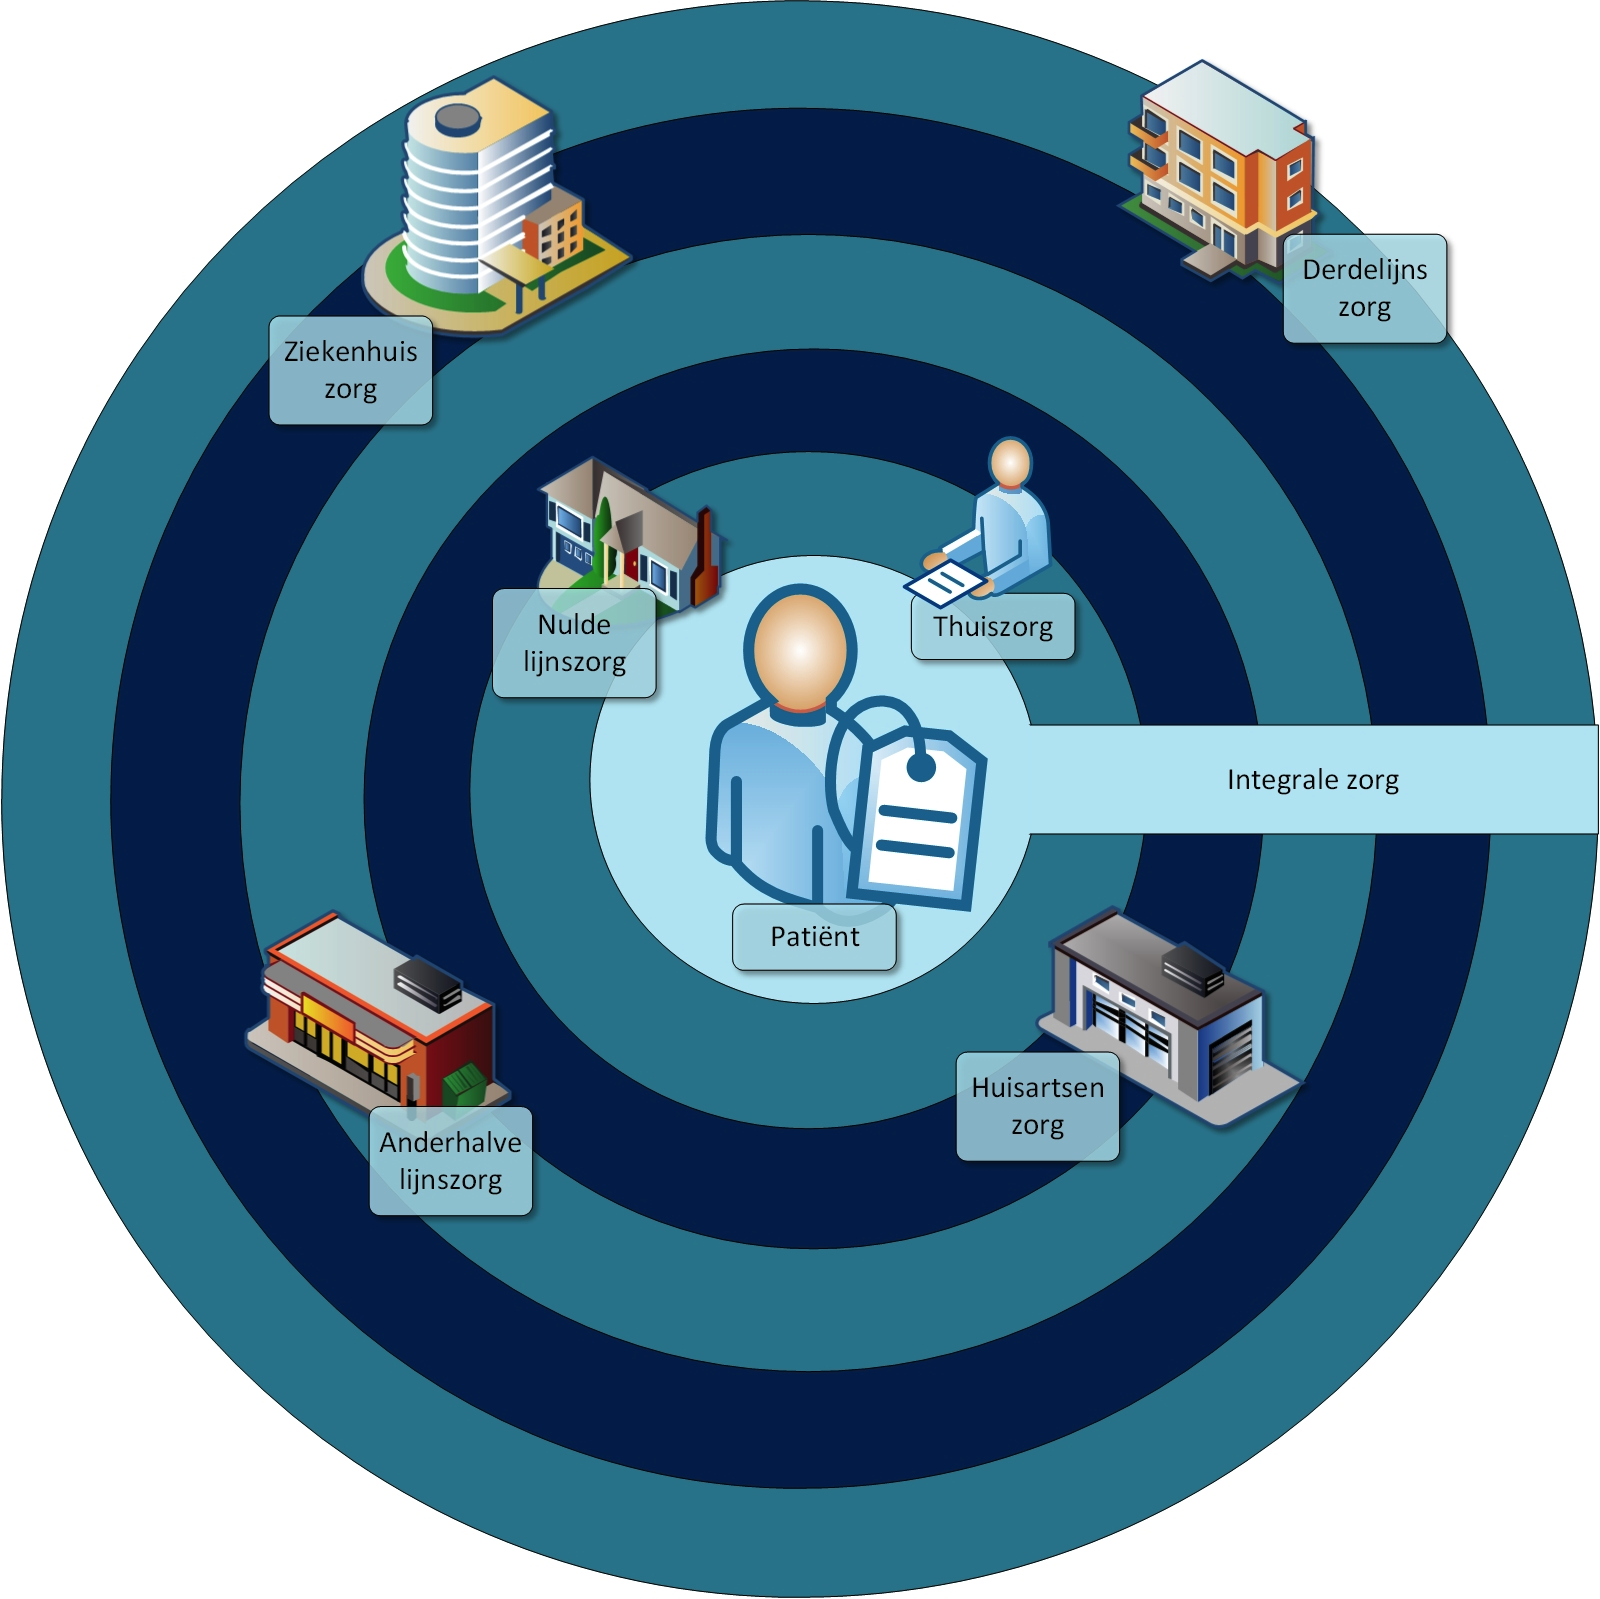 Derdelijns
zorg
Ziekenhuis
zorg
Nulde
lijnszorg
Thuiszorg
Integrale zorg
Patiënt
Huisartsen
zorg
Anderhalve
lijnszorg